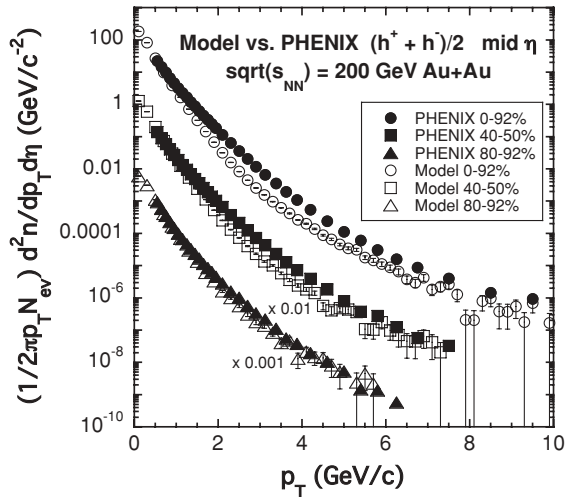 Model vs. PHENIX (h⁺ + h⁻)/2 mid η
sqrt(s_NN) = 200 GeV Au+Au
PHENIX 0-92%
PHENIX 40-50%
PHENIX 80-92%
Model 0-92%
Model 40-50%
Model 80-92%
(1/2πp_T N_ev) d²n/dp_T dη (GeV/c⁻²)
100
1
0.01
0.0001
10⁻⁶
10⁻⁸
10⁻¹⁰
x 0.01
x 0.001
0 2 4 6 8 10
p_T (GeV/c)